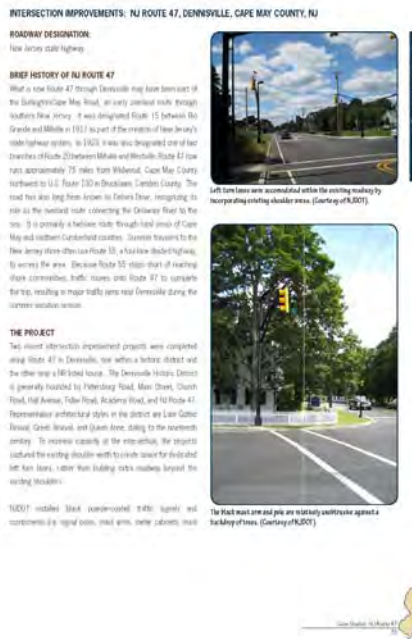 INTERSECTION IMPROVEMENTS: NJ ROUTE 47, DENNISVILLE, CAPE MAY COUNTY, NJ
ROADWAY DESIGNATION:
New Jersey state highway
BRIEF HISTORY OF NJ ROUTE 47
What is now Route 47 through Dennisville may have been part of
the Burlington/Cape May Road, an early overland route through
southern New Jersey. It was designated Route 15 between Rio
Grande and Millville in 1917 as part of the creation of New Jersey's
state highway system. In 1923, it was also designated one of two
branches of Route 20 between Millville and Westville. Route 47 now
runs approximately 75 miles from Wildwood, Cape May County
northwest to U.S. Route 130 in Brooklawn, Camden County. The
road has also long been known as Delsea Drive, recognizing its
role as the overland route connecting the Delaware River to the
sea. It is primarily a two-lane route through rural areas of Cape
May and southern Cumberland counties. Summer travelers to the
New Jersey shore often use Route 55, a four-lane divided highway,
to access the area. Because Route 55 stops short of reaching
shore communities, traffic moves onto Route 47 to complete
the trip, resulting in major traffic jams near Dennisville during the
summer vacation season.
THE PROJECT
Two recent intersection improvement projects were completed
along Route 47 in Dennisville, one within a historic district and
the other near a NR listed house. The Dennisville Historic District
is generally bounded by Petersburg Road, Main Street, Church
Road, Hall Avenue, Fidler Road, Academy Road, and NJ Route 47.
Representative architectural styles in the district are Late Gothic
Revival, Greek Revival, and Queen Anne, dating to the nineteenth
century. To increase capacity at the intersection, the projects
captured the existing shoulder width to create space for dedicated
left turn lanes, rather than building extra roadway beyond the
existing shoulders.
NJDOT installed black powder-coated traffic signals and
components (i.e. signal poles, mast arms, meter cabinets, mast
Left turn lanes were accommodated within the existing roadway by
incorporating existing shoulder areas. (Courtesy of NJDOT).
The black mast arm and pole are relatively unobtrusive against a
backdrop of trees. (Courtesy of NJDOT).
Case Studies: NJ Route 47